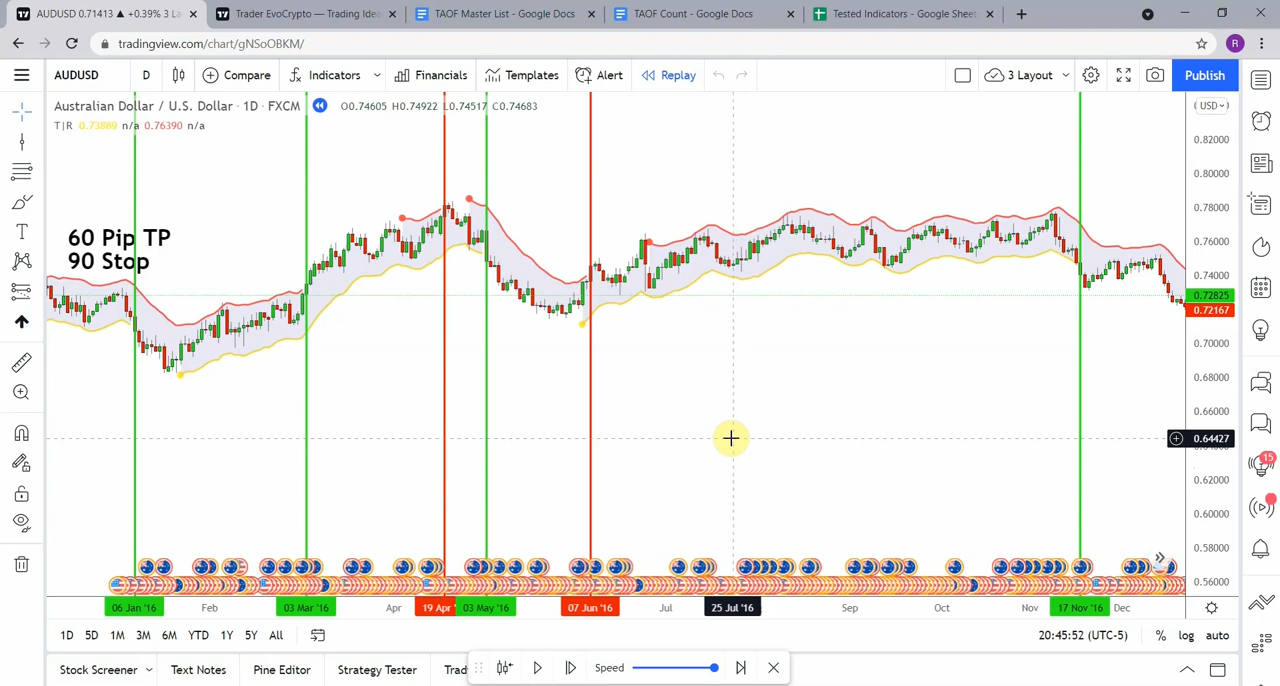 AUDUSD 0.71413 ▲ +0.39% 3 La
Trader EvoCrypto — Trading Idea
TAOF Master List - Google Docs
TAOF Count - Google Docs
Tested Indicators - Google Sheet
tradingview.com/chart/gNSoOBKM/
R
AUDUSD
D
Compare
Indicators
Financials
Templates
Alert
Replay
3 Layout
Publish
Australian Dollar / U.S. Dollar · 1D · FXCM
O0.74605 H0.74922 L0.74517 C0.74683
(USD)
T|R 0.73869 n/a 0.76390 n/a
60 Pip TP
90 Stop
0.82000
0.80000
0.78000
0.76000
0.74000
0.72825
0.72167
0.70000
0.68000
0.66000
0.64427
0.62000
0.60000
0.58000
0.56000
15
06 Jan '16
Feb
03 Mar '16
Apr
19 Apr '
03 May '16
07 Jun '16
Jul
25 Jul '16
Sep
Oct
Nov
17 Nov '16
Dec
1D
5D
1M
3M
6M
YTD
1Y
5Y
All
20:45:52 (UTC-5)
%
log
auto
Stock Screener
Text Notes
Pine Editor
Strategy Tester
Trad
Speed